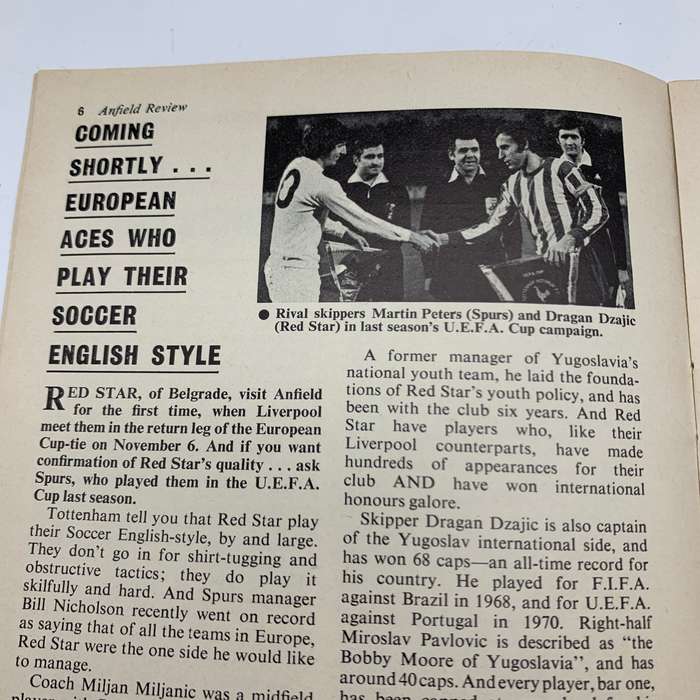 6 Anfield Review
COMING
SHORTLY . . .
EUROPEAN
ACES WHO
PLAY THEIR
SOCCER
ENGLISH STYLE
● Rival skippers Martin Peters (Spurs) and Dragan Dzajic
(Red Star) in last season's U.E.F.A. Cup campaign.
RED STAR, of Belgrade, visit Anfield
for the first time, when Liverpool
meet them in the return leg of the European
Cup-tie on November 6. And if you want
confirmation of Red Star's quality . . . ask
Spurs, who played them in the U.E.F.A.
Cup last season.
Tottenham tell you that Red Star play
their Soccer English-style, by and large.
They don't go in for shirt-tugging and
obstructive tactics; they do play it
skilfully and hard. And Spurs manager
Bill Nicholson recently went on record
as saying that of all the teams in Europe,
Red Star were the one side he would like
to manage.
Coach Miljan Miljanic was a midfield
A former manager of Yugoslavia's
national youth team, he laid the founda-
tions of Red Star's youth policy, and has
been with the club six years. And Red
Star have players who, like their
Liverpool counterparts, have made
hundreds of appearances for their
club AND have won international
honours galore.
Skipper Dragan Dzajic is also captain
of the Yugoslav international side, and
has won 68 caps—an all-time record for
his country. He played for F.I.F.A.
against Brazil in 1968, and for U.E.F.A.
against Portugal in 1970. Right-half
Miroslav Pavlovic is described as "the
Bobby Moore of Yugoslavia", and has
around 40 caps. And every player, bar one,
has been